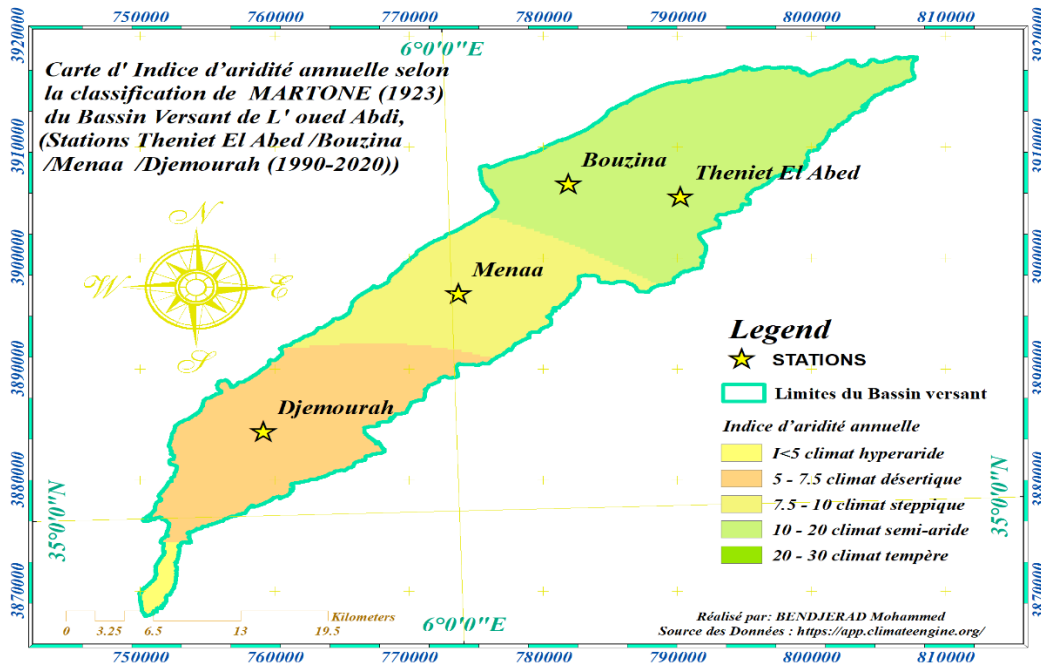 750000 760000 770000 780000 790000 800000 810000
6°0'0"E
Carte d' Indice d'aridité annuelle selon
la classification de MARTONE (1923)
du Bassin Versant de L' oued Abdi,
(Stations Theniet El Abed /Bouzina
/Menaa /Djemourah (1990-2020))
3920000
3910000
3900000
3890000
3880000
3870000
35°0'0"N
N
W
E
S
Bouzina
Theniet El Abed
Menaa
Djemourah
Legend
STATIONS
Limites du Bassin versant
Indice d'aridité annuelle
I<5 climat hyperaride
5 - 7.5 climat désertique
7.5 - 10 climat steppique
10 - 20 climat semi-aride
20 - 30 climat tempère
3920000
3910000
3900000
3890000
3880000
3870000
35°0'0"N
Kilometers
0 3.25 6.5 13 19.5
6°0'0"E
Réalisé par: BENDJERAD Mohammed
Source des Données : https://app.climateengine.org/
750000 760000 770000 780000 790000 800000 810000